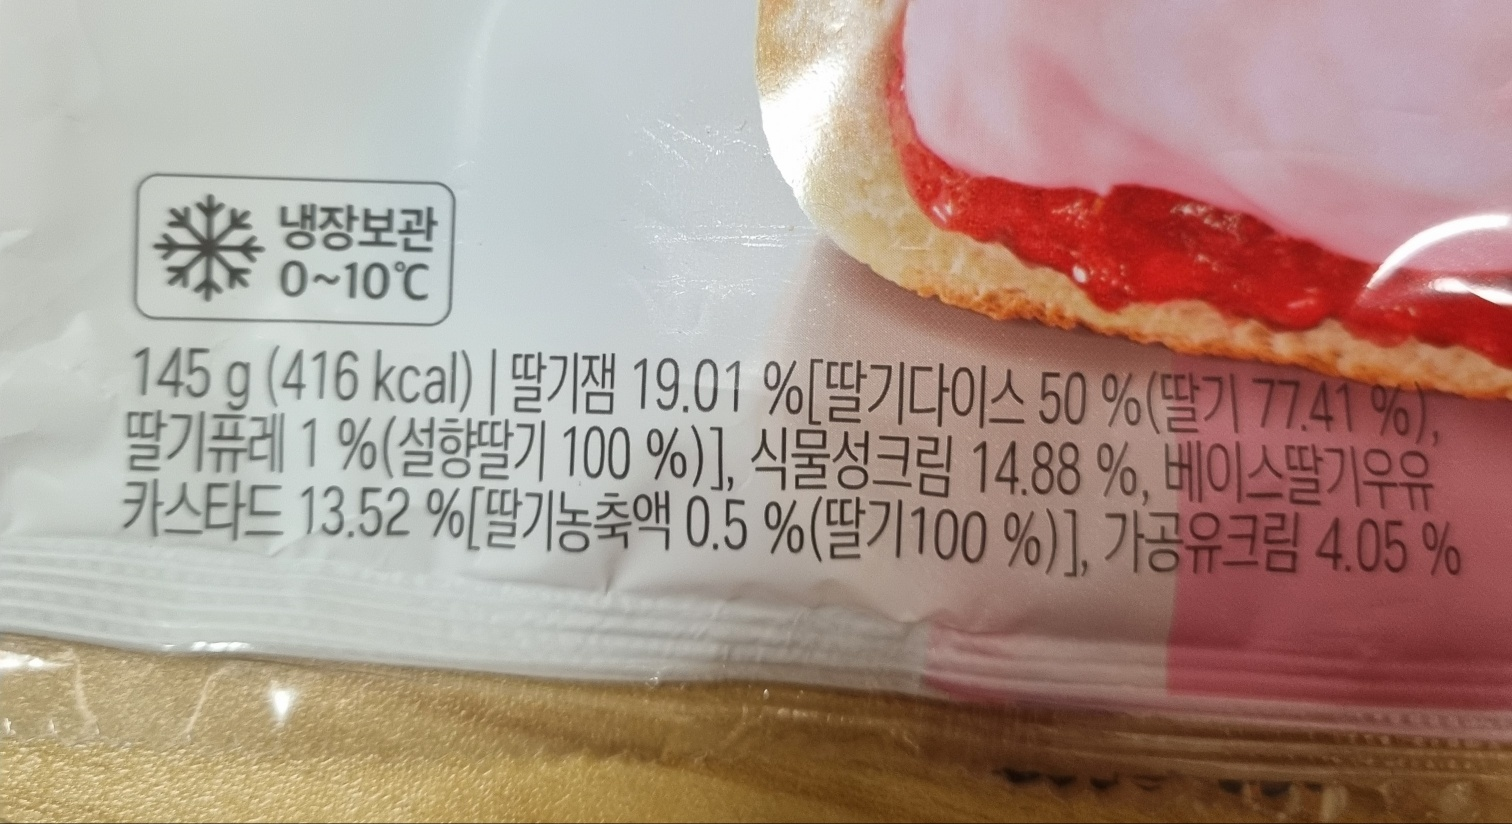 냉장보관
0~10℃
145 g (416 kcal) | 딸기잼 19.01 %[딸기다이스 50 %(딸기 77.41 %),
딸기퓨레 1 %(설향딸기 100 %)], 식물성크림 14.88 %, 베이스딸기우유
카스타드 13.52 %[딸기농축액 0.5 %(딸기100 %)], 가공유크림 4.05 %